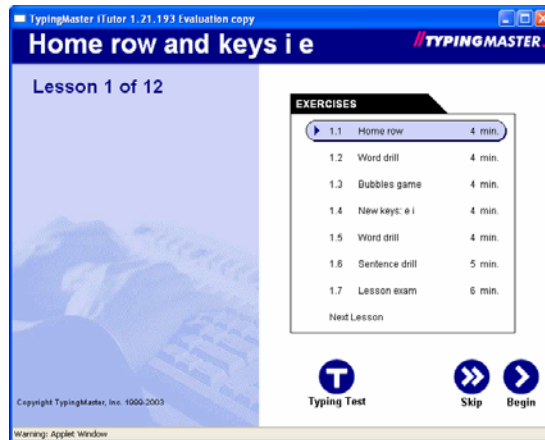 TypingMaster iTutor 1.21.193 Evaluation copy
Home row and keys i e
TYPINGMASTER
Lesson 1 of 12
EXERCISES
1.1 Home row 4 min.
1.2 Word drill 4 min.
1.3 Bubbles game 4 min.
1.4 New keys: e i 4 min.
1.5 Word drill 4 min.
1.6 Sentence drill 5 min.
1.7 Lesson exam 6 min.
Next Lesson
T
Typing Test
Skip
Begin
Copyright TypingMaster, Inc. 1999-2003
Warning: Applet Window